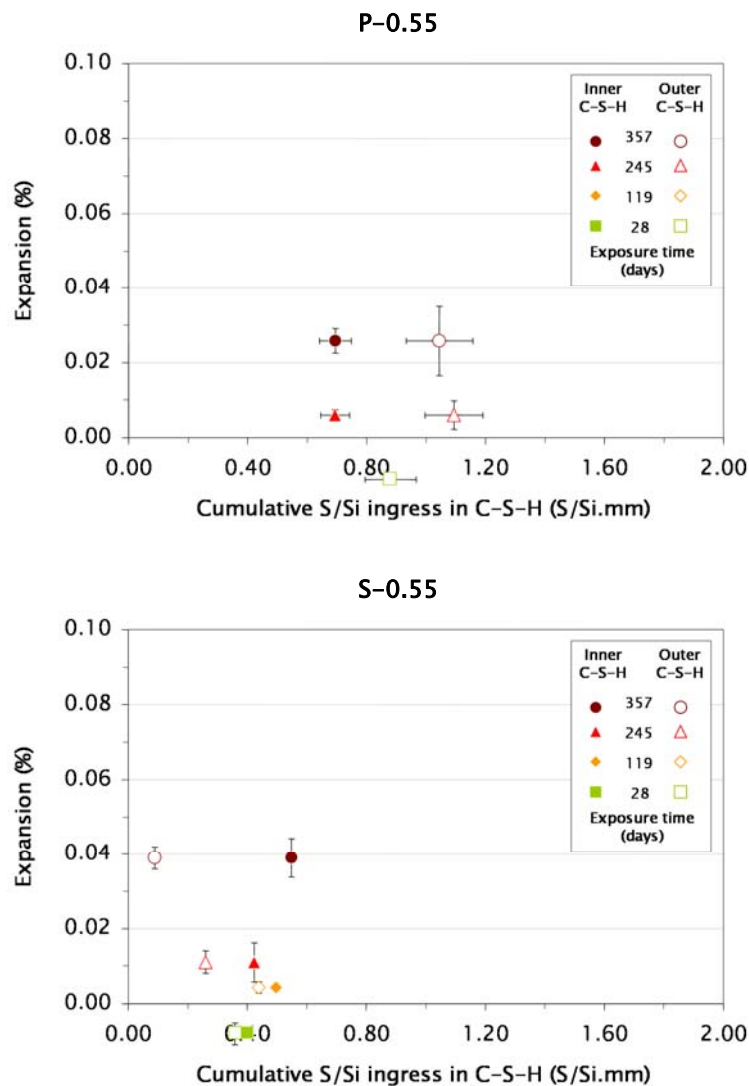 P-0.55
0.10
0.08
0.06
0.04
0.02
0.00
Expansion (%)
Inner Outer
C-S-H C-S-H
357
245
119
28
Exposure time
(days)
0.00 0.40 0.80 1.20 1.60 2.00
Cumulative S/Si ingress in C-S-H (S/Si.mm)
S-0.55
0.10
0.08
0.06
0.04
0.02
0.00
Expansion (%)
Inner Outer
C-S-H C-S-H
357
245
119
28
Exposure time
(days)
0.00 0.40 0.80 1.20 1.60 2.00
Cumulative S/Si ingress in C-S-H (S/Si.mm)